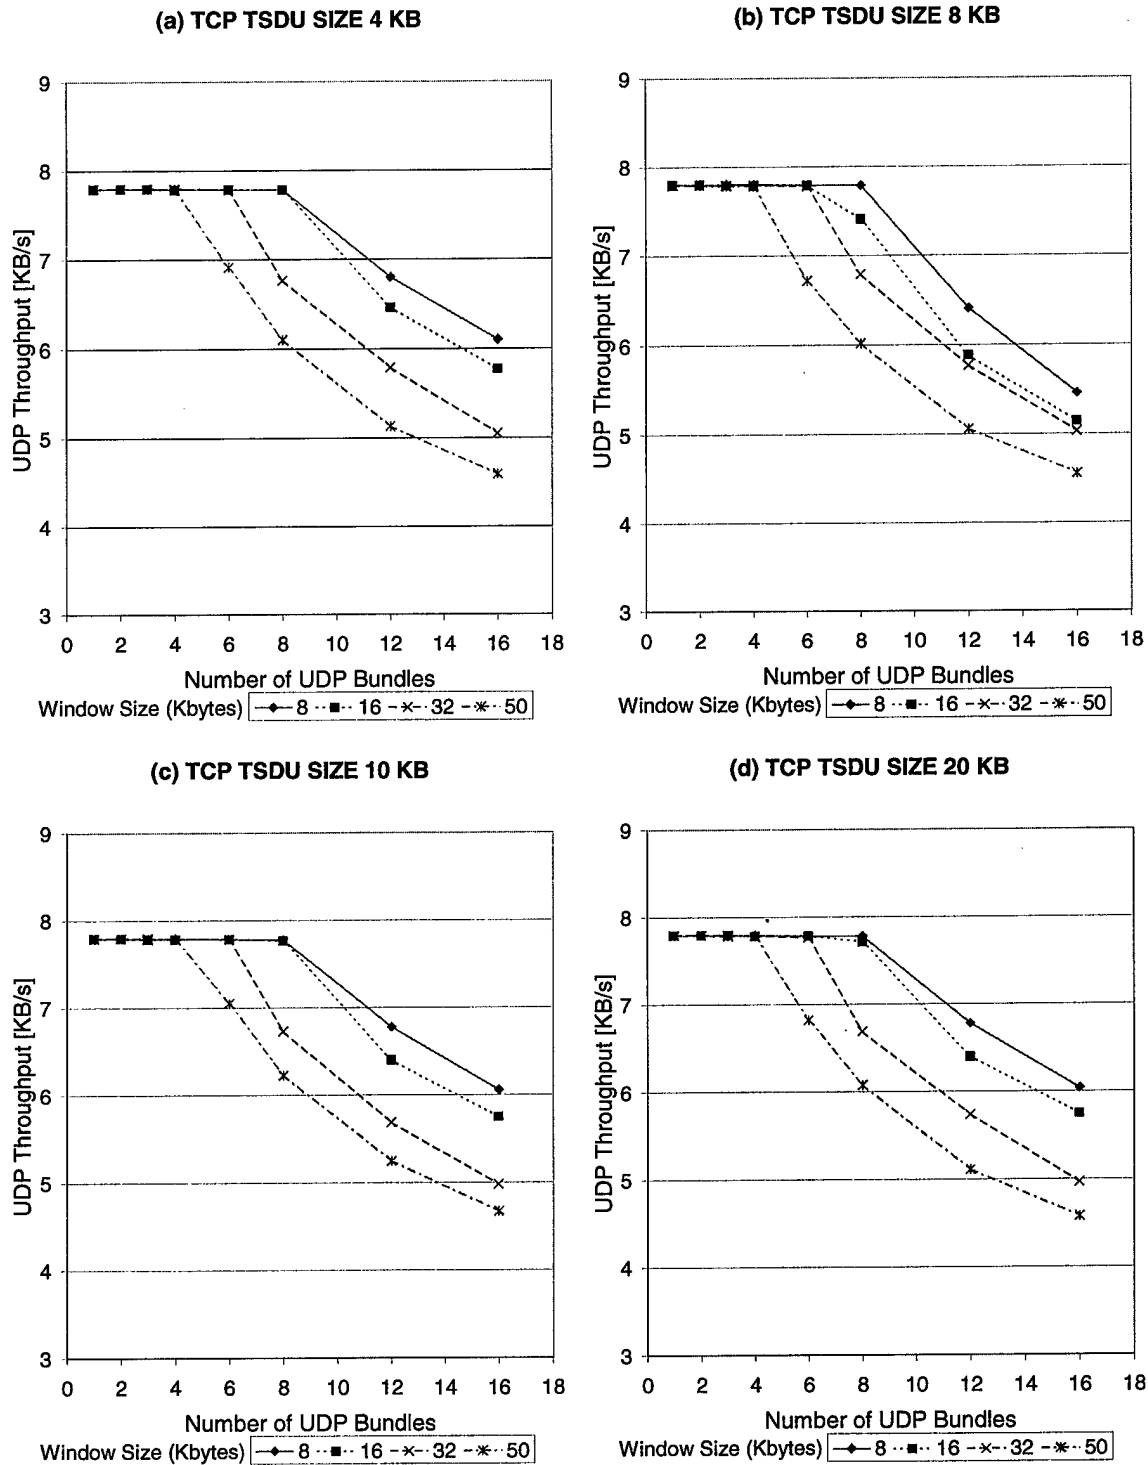 (a) TCP TSDU SIZE 4 KB
9
8
7
6
5
4
3
UDP Throughput [KB/s]
0 2 4 6 8 10 12 14 16 18
Number of UDP Bundles
Window Size (Kbytes) 8 16 32 50
(b) TCP TSDU SIZE 8 KB
9
8
7
6
5
4
3
UDP Throughput [KB/s]
0 2 4 6 8 10 12 14 16 18
Number of UDP Bundles
Window Size (Kbytes) 8 16 32 50
(c) TCP TSDU SIZE 10 KB
9
8
7
6
5
4
3
UDP Throughput [KB/s]
0 2 4 6 8 10 12 14 16 18
Number of UDP Bundles
Window Size (Kbytes) 8 16 32 50
(d) TCP TSDU SIZE 20 KB
9
8
7
6
5
4
3
UDP Throughput [KB/s]
0 2 4 6 8 10 12 14 16 18
Number of UDP Bundles
Window Size (Kbytes) 8 16 32 50